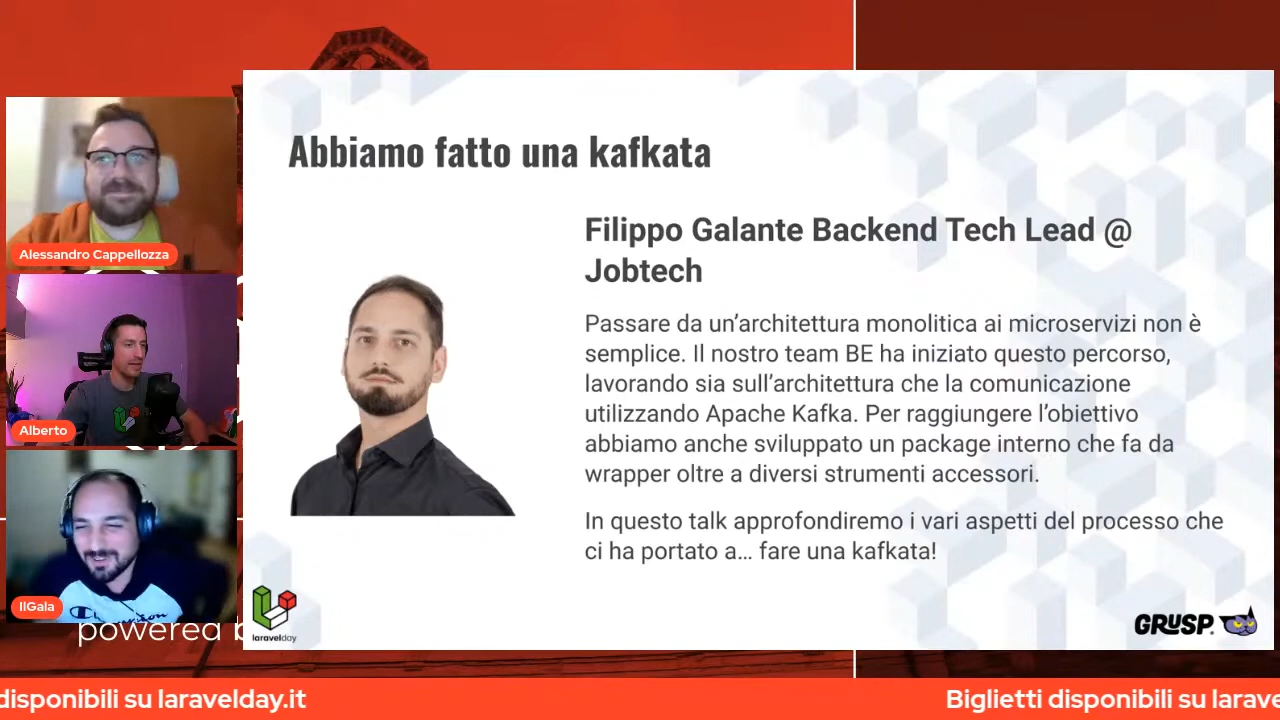 Abbiamo fatto una kafkata
Filippo Galante Backend Tech Lead @
Jobtech
Passare da un’architettura monolitica ai microservizi non è
semplice. Il nostro team BE ha iniziato questo percorso,
lavorando sia sull’architettura che la comunicazione
utilizzando Apache Kafka. Per raggiungere l’obiettivo
abbiamo anche sviluppato un package interno che fa da
wrapper oltre a diversi strumenti accessori.
In questo talk approfondiremo i vari aspetti del processo che
ci ha portato a… fare una kafkata!
Alessandro Cappellozza
Alberto
IlGala
Champion
powered b
laravelday
GRUSP.
disponibili su laravelday.it
Biglietti disponibili su larave